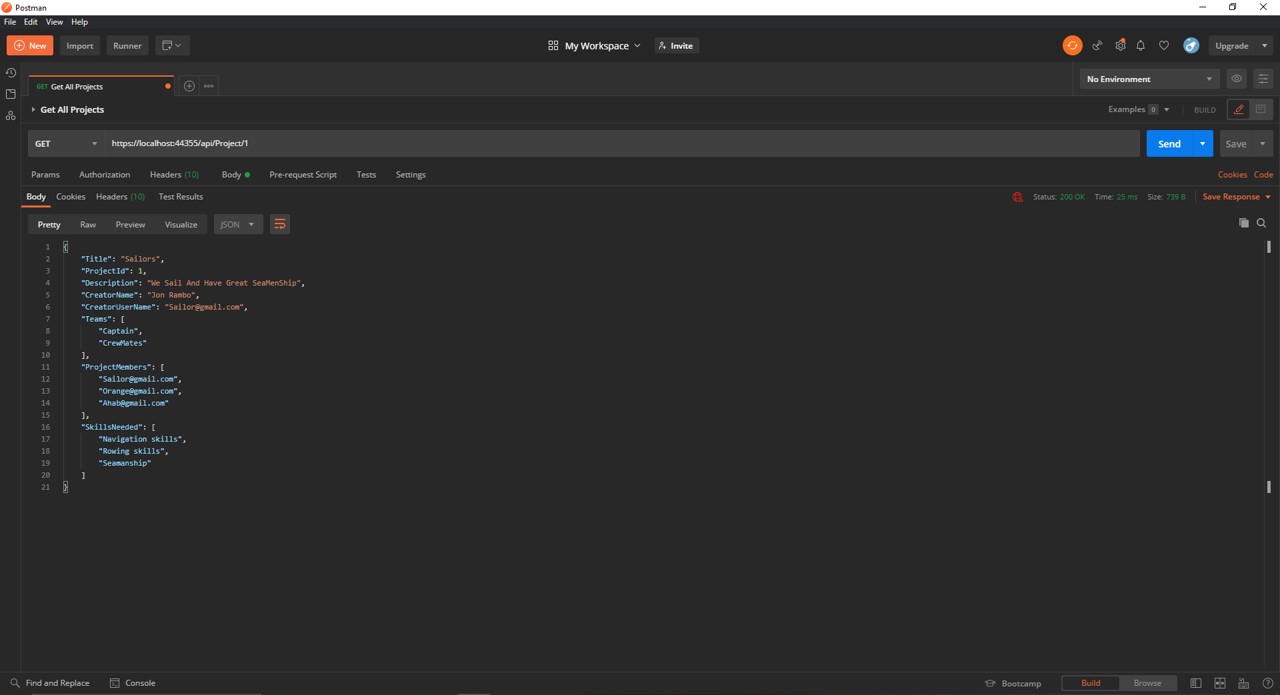 Postman
File Edit View Help
New Import Runner My Workspace Invite Upgrade
GET Get All Projects No Environment
Get All Projects Examples 0 BUILD
GET https://localhost:44355/api/Project/1 Send Save
Params Authorization Headers (10) Body Pre-request Script Tests Settings Cookies Code
Body Cookies Headers (10) Test Results Status: 200 OK Time: 25 ms Size: 739 B Save Response
Pretty Raw Preview Visualize JSON
1 {
2 "Title": "Sailors",
3 "ProjectId": 1,
4 "Description": "We Sail And Have Great SeaMenShip",
5 "CreatorName": "Jon Rambo",
6 "CreatorUserName": "Sailor@gmail.com",
7 "Teams": [
8 "Captain",
9 "CrewMates"
10 ],
11 "ProjectMembers": [
12 "Sailor@gmail.com",
13 "Orange@gmail.com",
14 "Ahab@gmail.com"
15 ],
16 "SkillsNeeded": [
17 "Navigation skills",
18 "Rowing skills",
19 "Seamanship"
20 ]
21 }
Find and Replace Console Bootcamp Build Browse